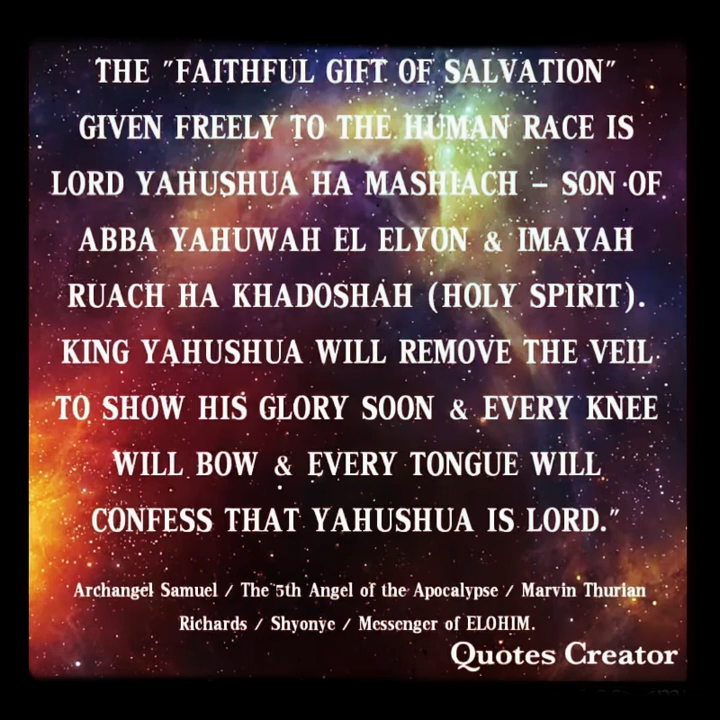 THE "FAITHFUL GIFT OF SALVATION"
GIVEN FREELY TO THE HUMAN RACE IS
LORD YAHUSHUA HA MASHIACH – SON OF
ABBA YAHUWAH EL ELYON & IMAYAH
RUACH HA KHADOSHAH (HOLY SPIRIT).
KING YAHUSHUA WILL REMOVE THE VEIL
TO SHOW HIS GLORY SOON & EVERY KNEE
WILL BOW & EVERY TONGUE WILL
CONFESS THAT YAHUSHUA IS LORD."
Archangel Samuel / The 5th Angel of the Apocalypse / Marvin Thurian
Richards / Shyonye / Messenger of ELOHIM.
Quotes Creator